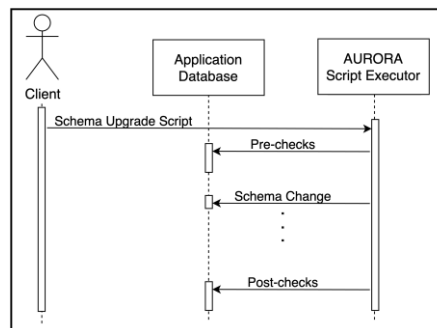 Application
Database
AURORA
Script Executor
Client
Schema Upgrade Script
Pre-checks
Schema Change
Post-checks